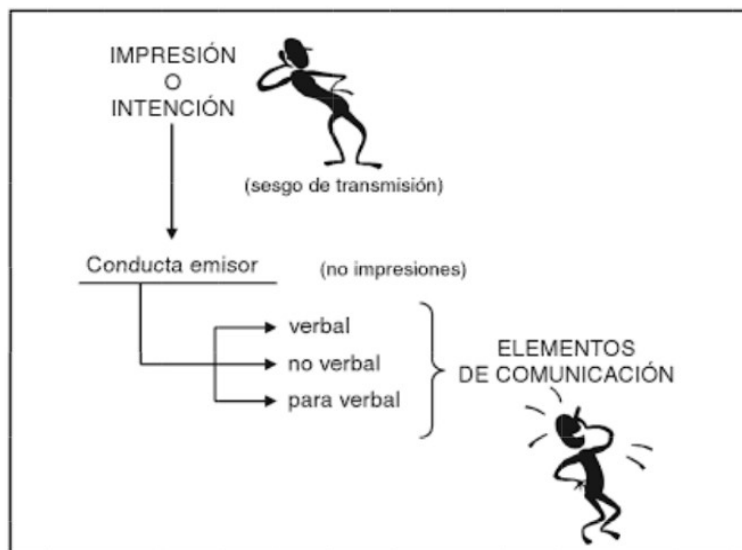 IMPRESIÓN
O
INTENCIÓN
(sesgo de transmisión)
Conducta emisor (no impresiones)
verbal
no verbal
para verbal
ELEMENTOS
DE COMUNICACIÓN